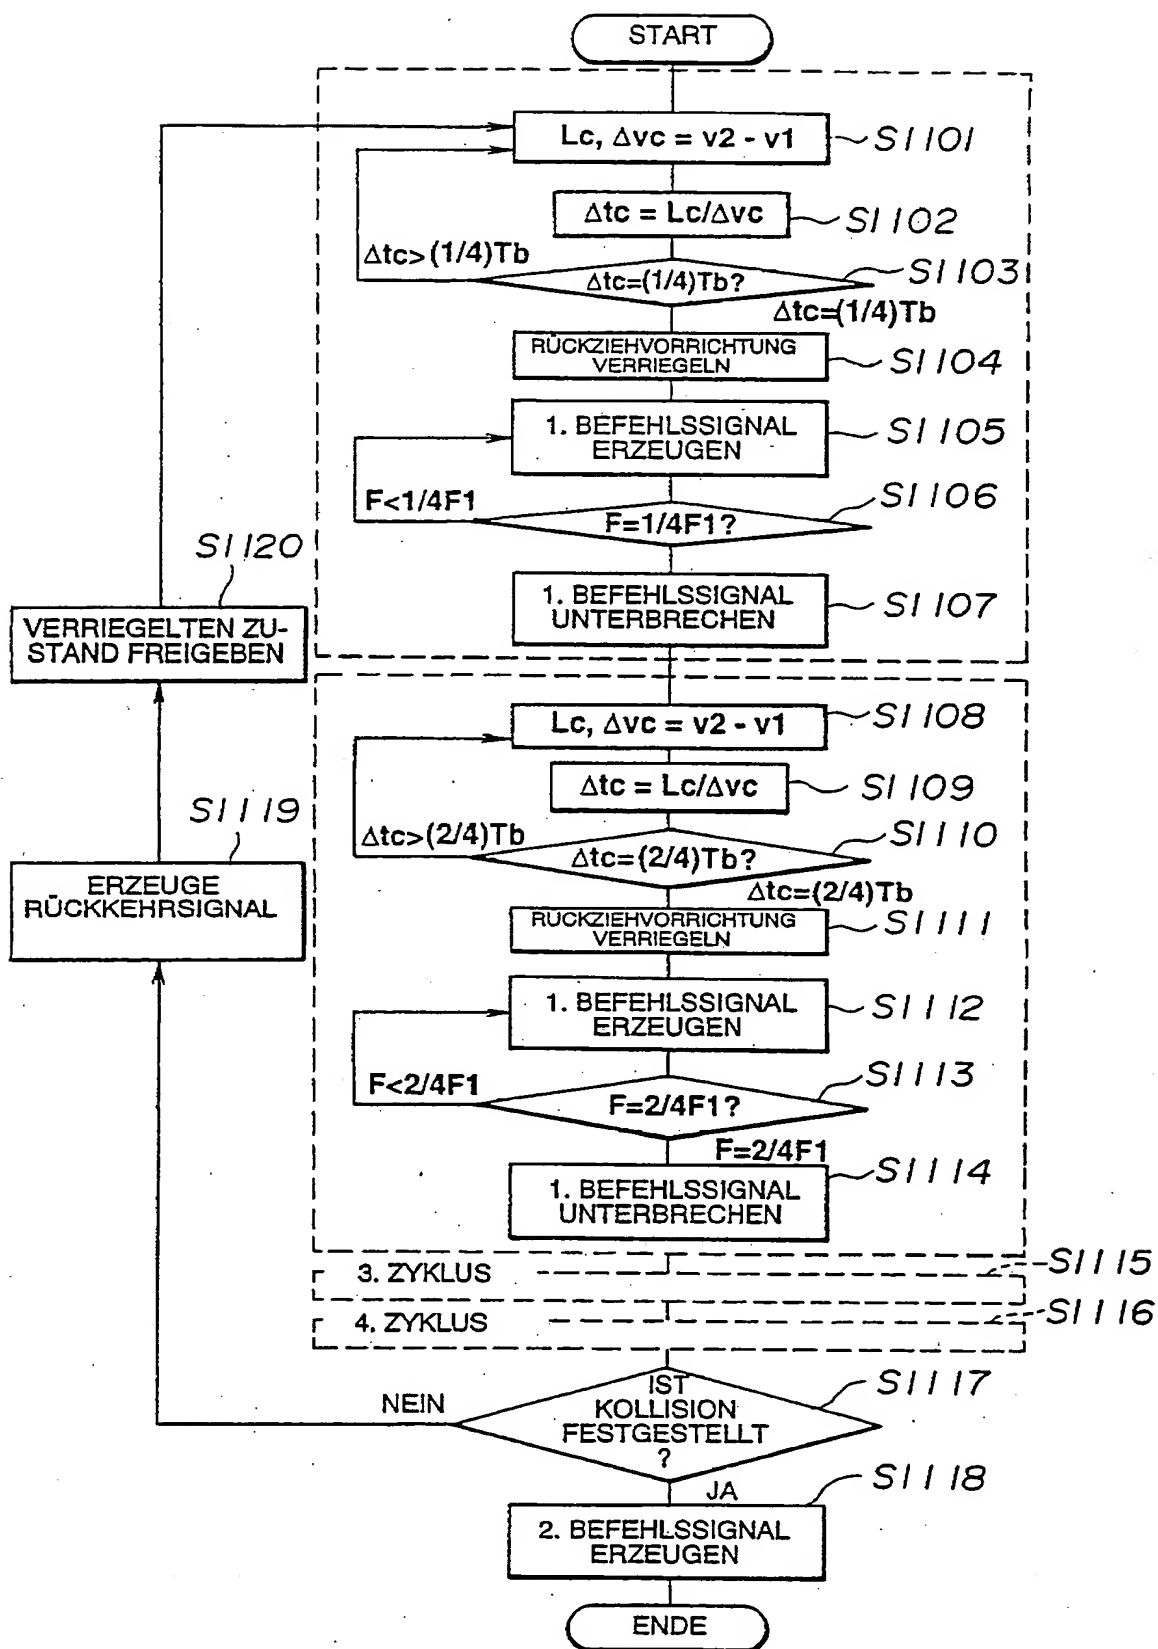 START
Lc, Δvc = v2 - v1
S1101
Δtc = Lc/Δvc
S1102
Δtc>(1/4)Tb
Δtc=(1/4)Tb?
S1103
Δtc=(1/4)Tb
RÜCKZIEHVORRICHTUNG
VERRIEGELN
S1104
1. BEFEHLSSIGNAL
ERZEUGEN
S1105
F<1/4F1
F=1/4F1?
S1106
1. BEFEHLSSIGNAL
UNTERBRECHEN
S1107
S1120
VERRIEGELTEN ZU-
STAND FREIGEBEN
Lc, Δvc = v2 - v1
S1108
Δtc = Lc/Δvc
S1109
Δtc>(2/4)Tb
Δtc=(2/4)Tb?
S1110
Δtc=(2/4)Tb
S1119
ERZEUGE
RÜCKKEHRSIGNAL
RÜCKZIEHVORRICHTUNG
VERRIEGELN
S1111
1. BEFEHLSSIGNAL
ERZEUGEN
S1112
F<2/4F1
F=2/4F1?
S1113
F=2/4F1
1. BEFEHLSSIGNAL
UNTERBRECHEN
S1114
3. ZYKLUS
S1115
4. ZYKLUS
S1116
IST
KOLLISION
FESTGESTELLT
?
S1117
NEIN
JA
2. BEFEHLSSIGNAL
ERZEUGEN
S1118
ENDE